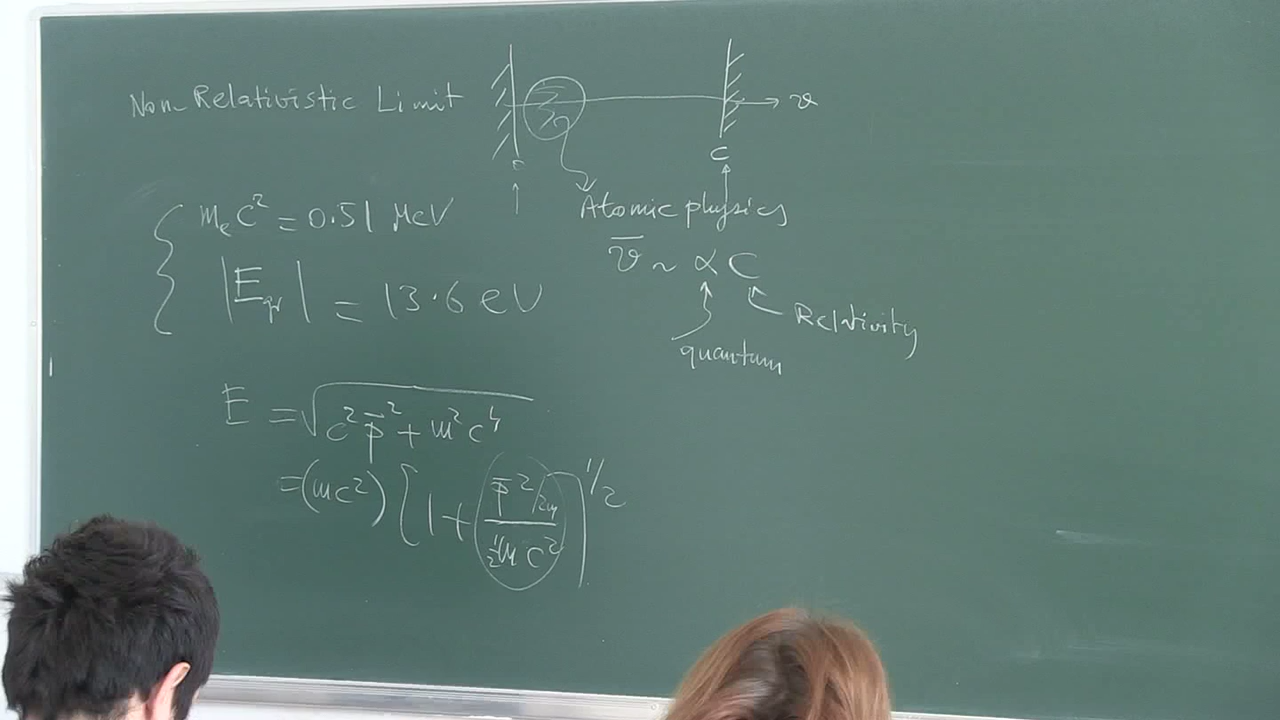 Non-Relativistic Limit
v
c
m_e c² = 0.51 MeV
Atomic physics
v̄ ~ α c
|E_gr| = 13.6 eV
Relativity
quantum
E = √(c² p̄² + m² c⁴)
= (mc²) [1 + (p̄²/2m)/(½mc²)]^1/2